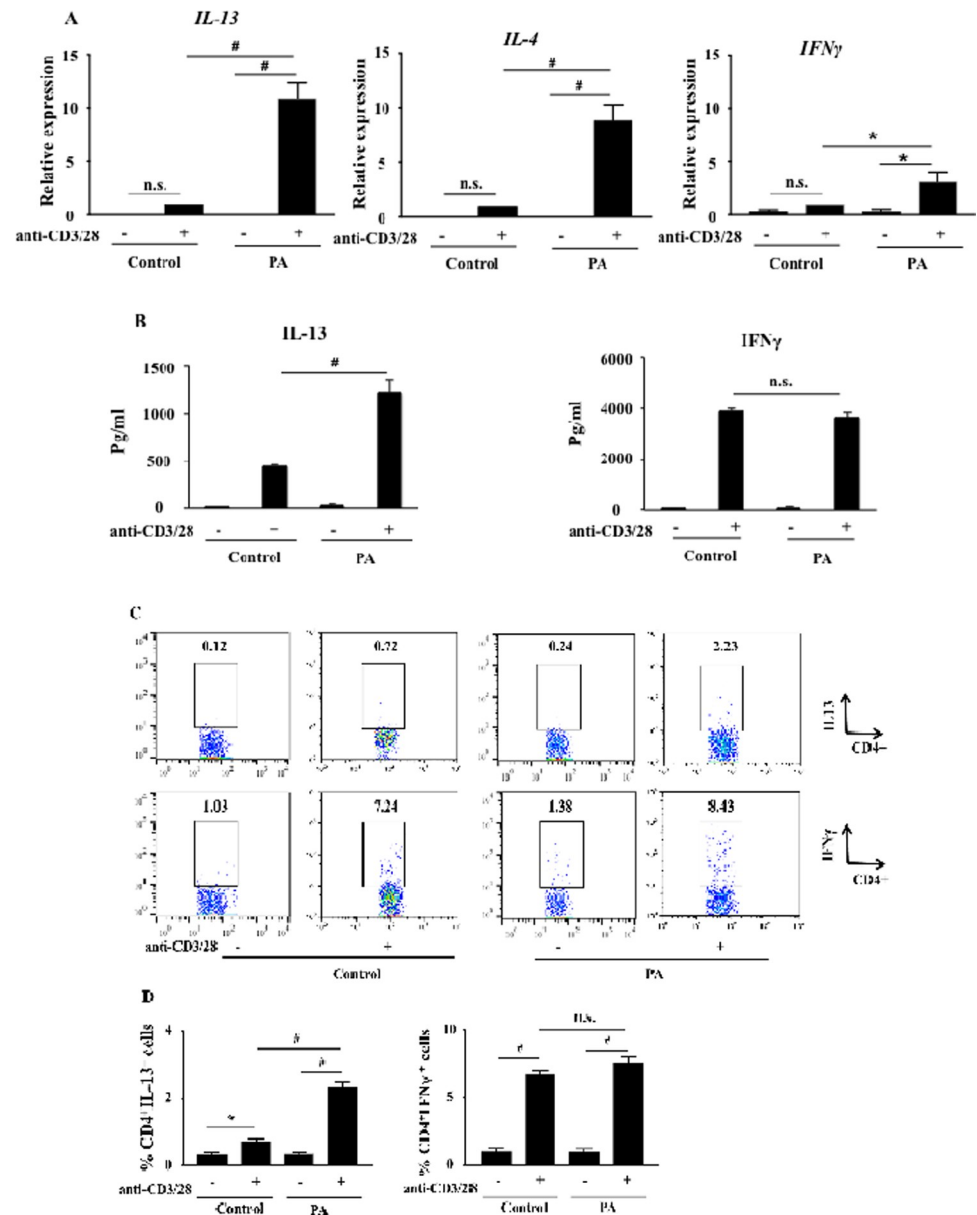 A
IL-13
IL-4
IFNγ
Relative expression
15
10
5
0
n.s.
#
#
anti-CD3/28
- + - +
Control PA
Relative expression
15
10
5
0
n.s.
#
#
anti-CD3/28
- + - +
Control PA
Relative expression
15
10
5
0
n.s.
*
*
anti-CD3/28
- + - +
Control PA
B
IL-13
Pg/ml
1500
1000
500
0
#
anti-CD3/28
- - +
Control PA
IFNγ
Pg/ml
6000
4000
2000
0
n.s.
anti-CD3/28
- + - +
Control PA
C
0.12 0.72 0.24 2.23
IL13
CD4
1.03 7.24 1.38 8.43
IFNγ
CD4
anti-CD3/28 - + - +
Control PA
D
% CD4 IL-13 cells
4
2
0
#
#
anti-CD3/28 - + - +
Control PA
% CD4+IFNγ+ cells
10
5
0
n.s.
#
#
anti-CD3/28 - + - +
Control PA